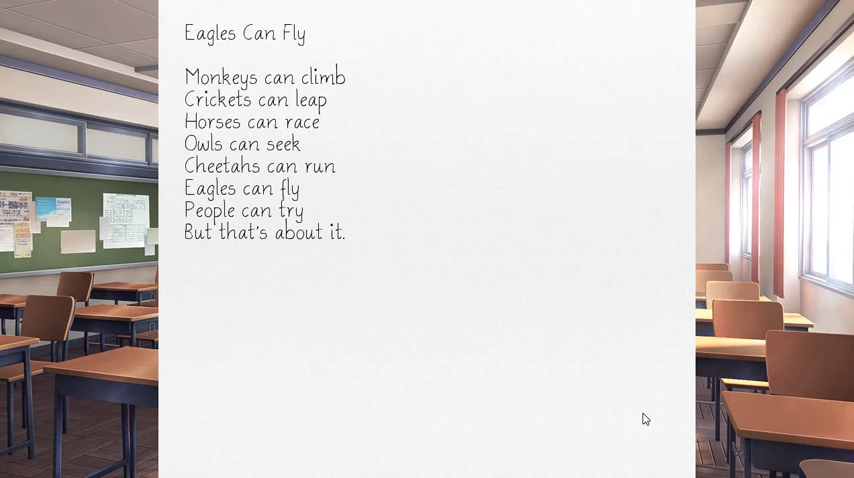 Eagles Can Fly
Monkeys can climb
Crickets can leap
Horses can race
Owls can seek
Cheetahs can run
Eagles can fly
People can try
But that's about it.